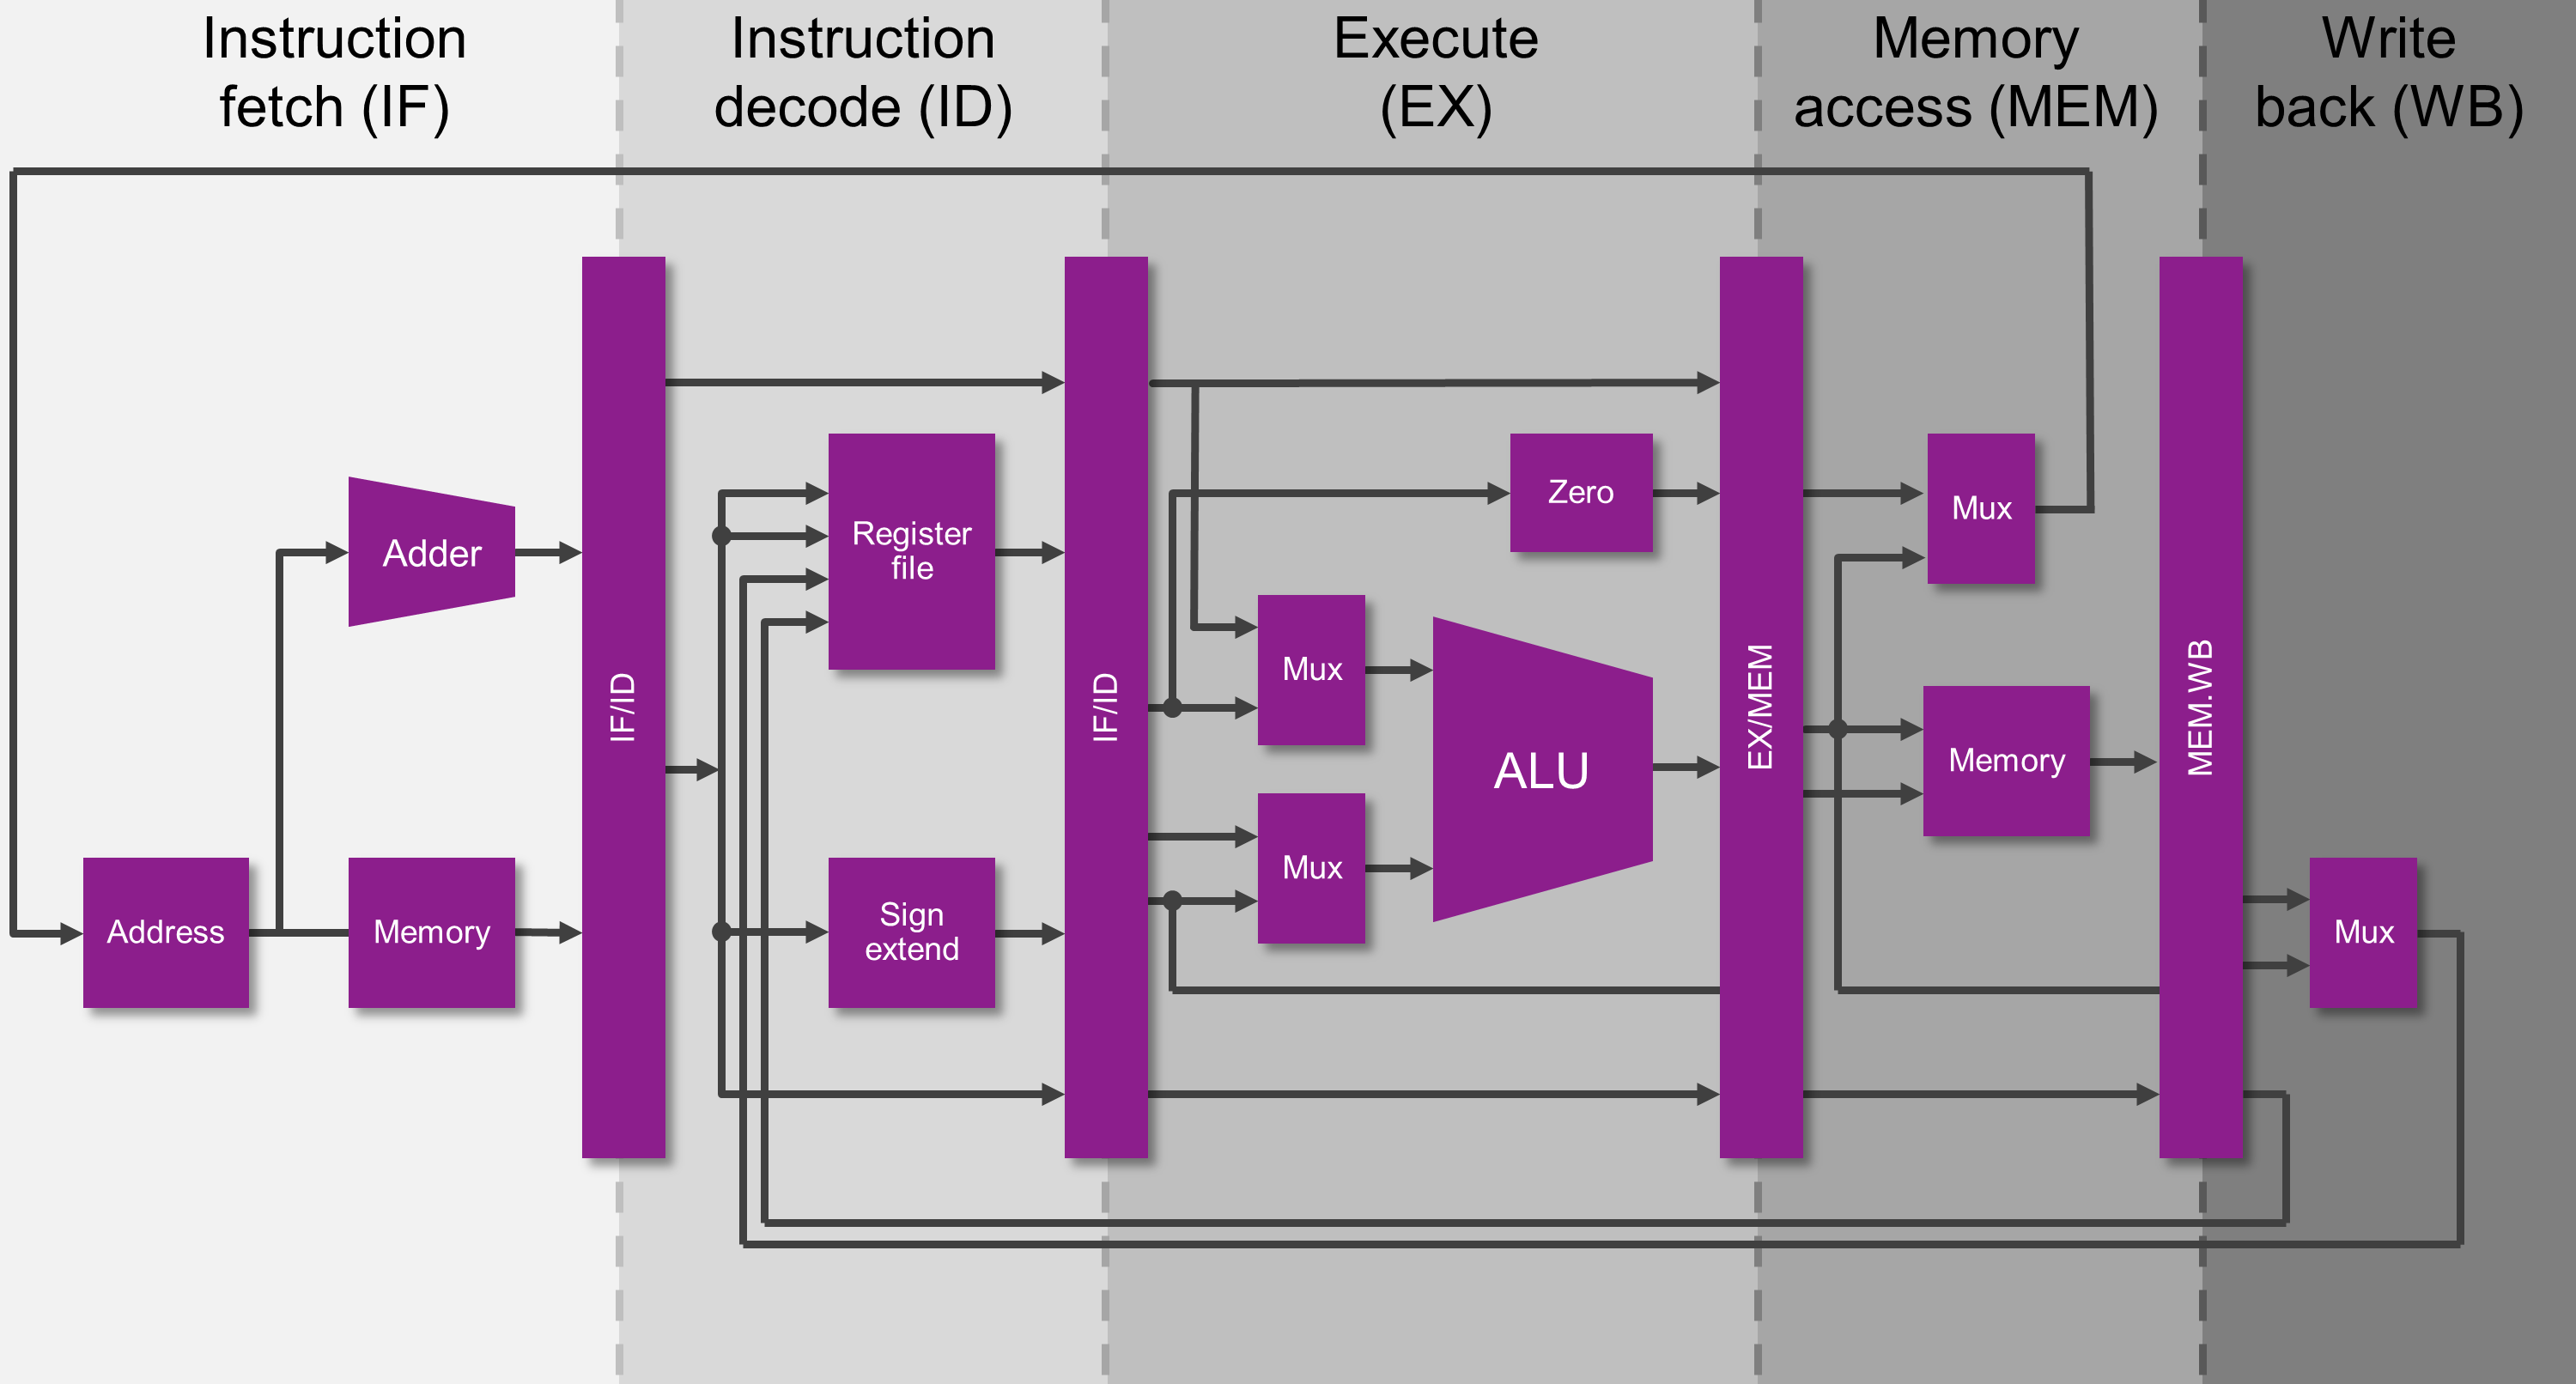 Instruction
fetch (IF)
Instruction
decode (ID)
Execute
(EX)
Memory
access (MEM)
Write
back (WB)
Adder
Address
Memory
IF/ID
Register
file
Sign
extend
IF/ID
Zero
Mux
Mux
ALU
EX/MEM
Mux
Memory
MEM.WB
Mux